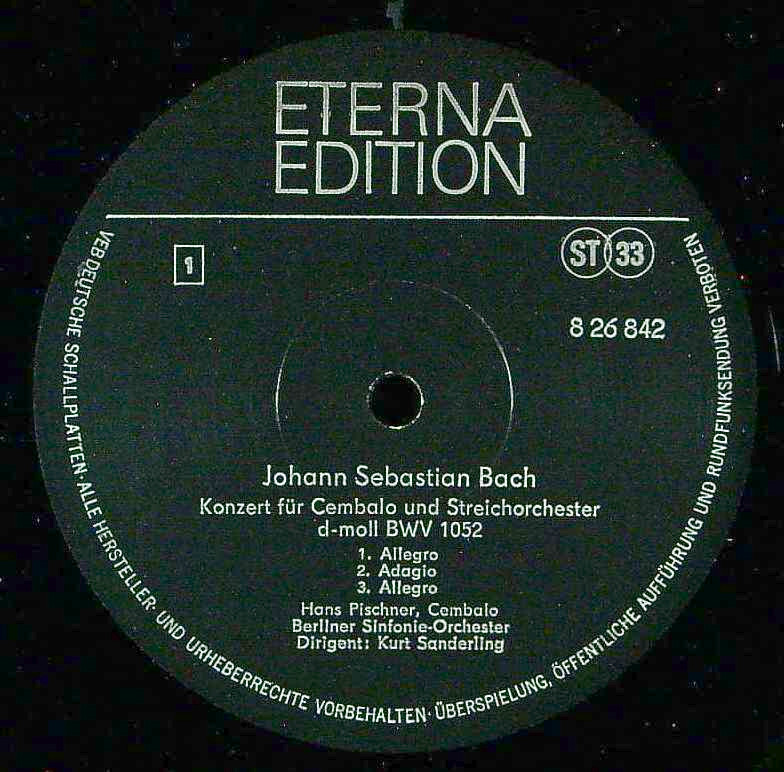 ETERNA
EDITION
1
ST 33
8 26 842
Johann Sebastian Bach
Konzert für Cembalo und Streichorchester
d-moll BWV 1052
1. Allegro
2. Adagio
3. Allegro
Hans Pischner, Cembalo
Berliner Sinfonie-Orchester
Dirigent: Kurt Sanderling
VEB DEUTSCHE SCHALLPLATTEN · ALLE HERSTELLER- UND URHEBERRECHTE VORBEHALTEN · ÜBERSPIELUNG, ÖFFENTLICHE AUFFÜHRUNG UND RUNDFUNKSENDUNG VERBOTEN